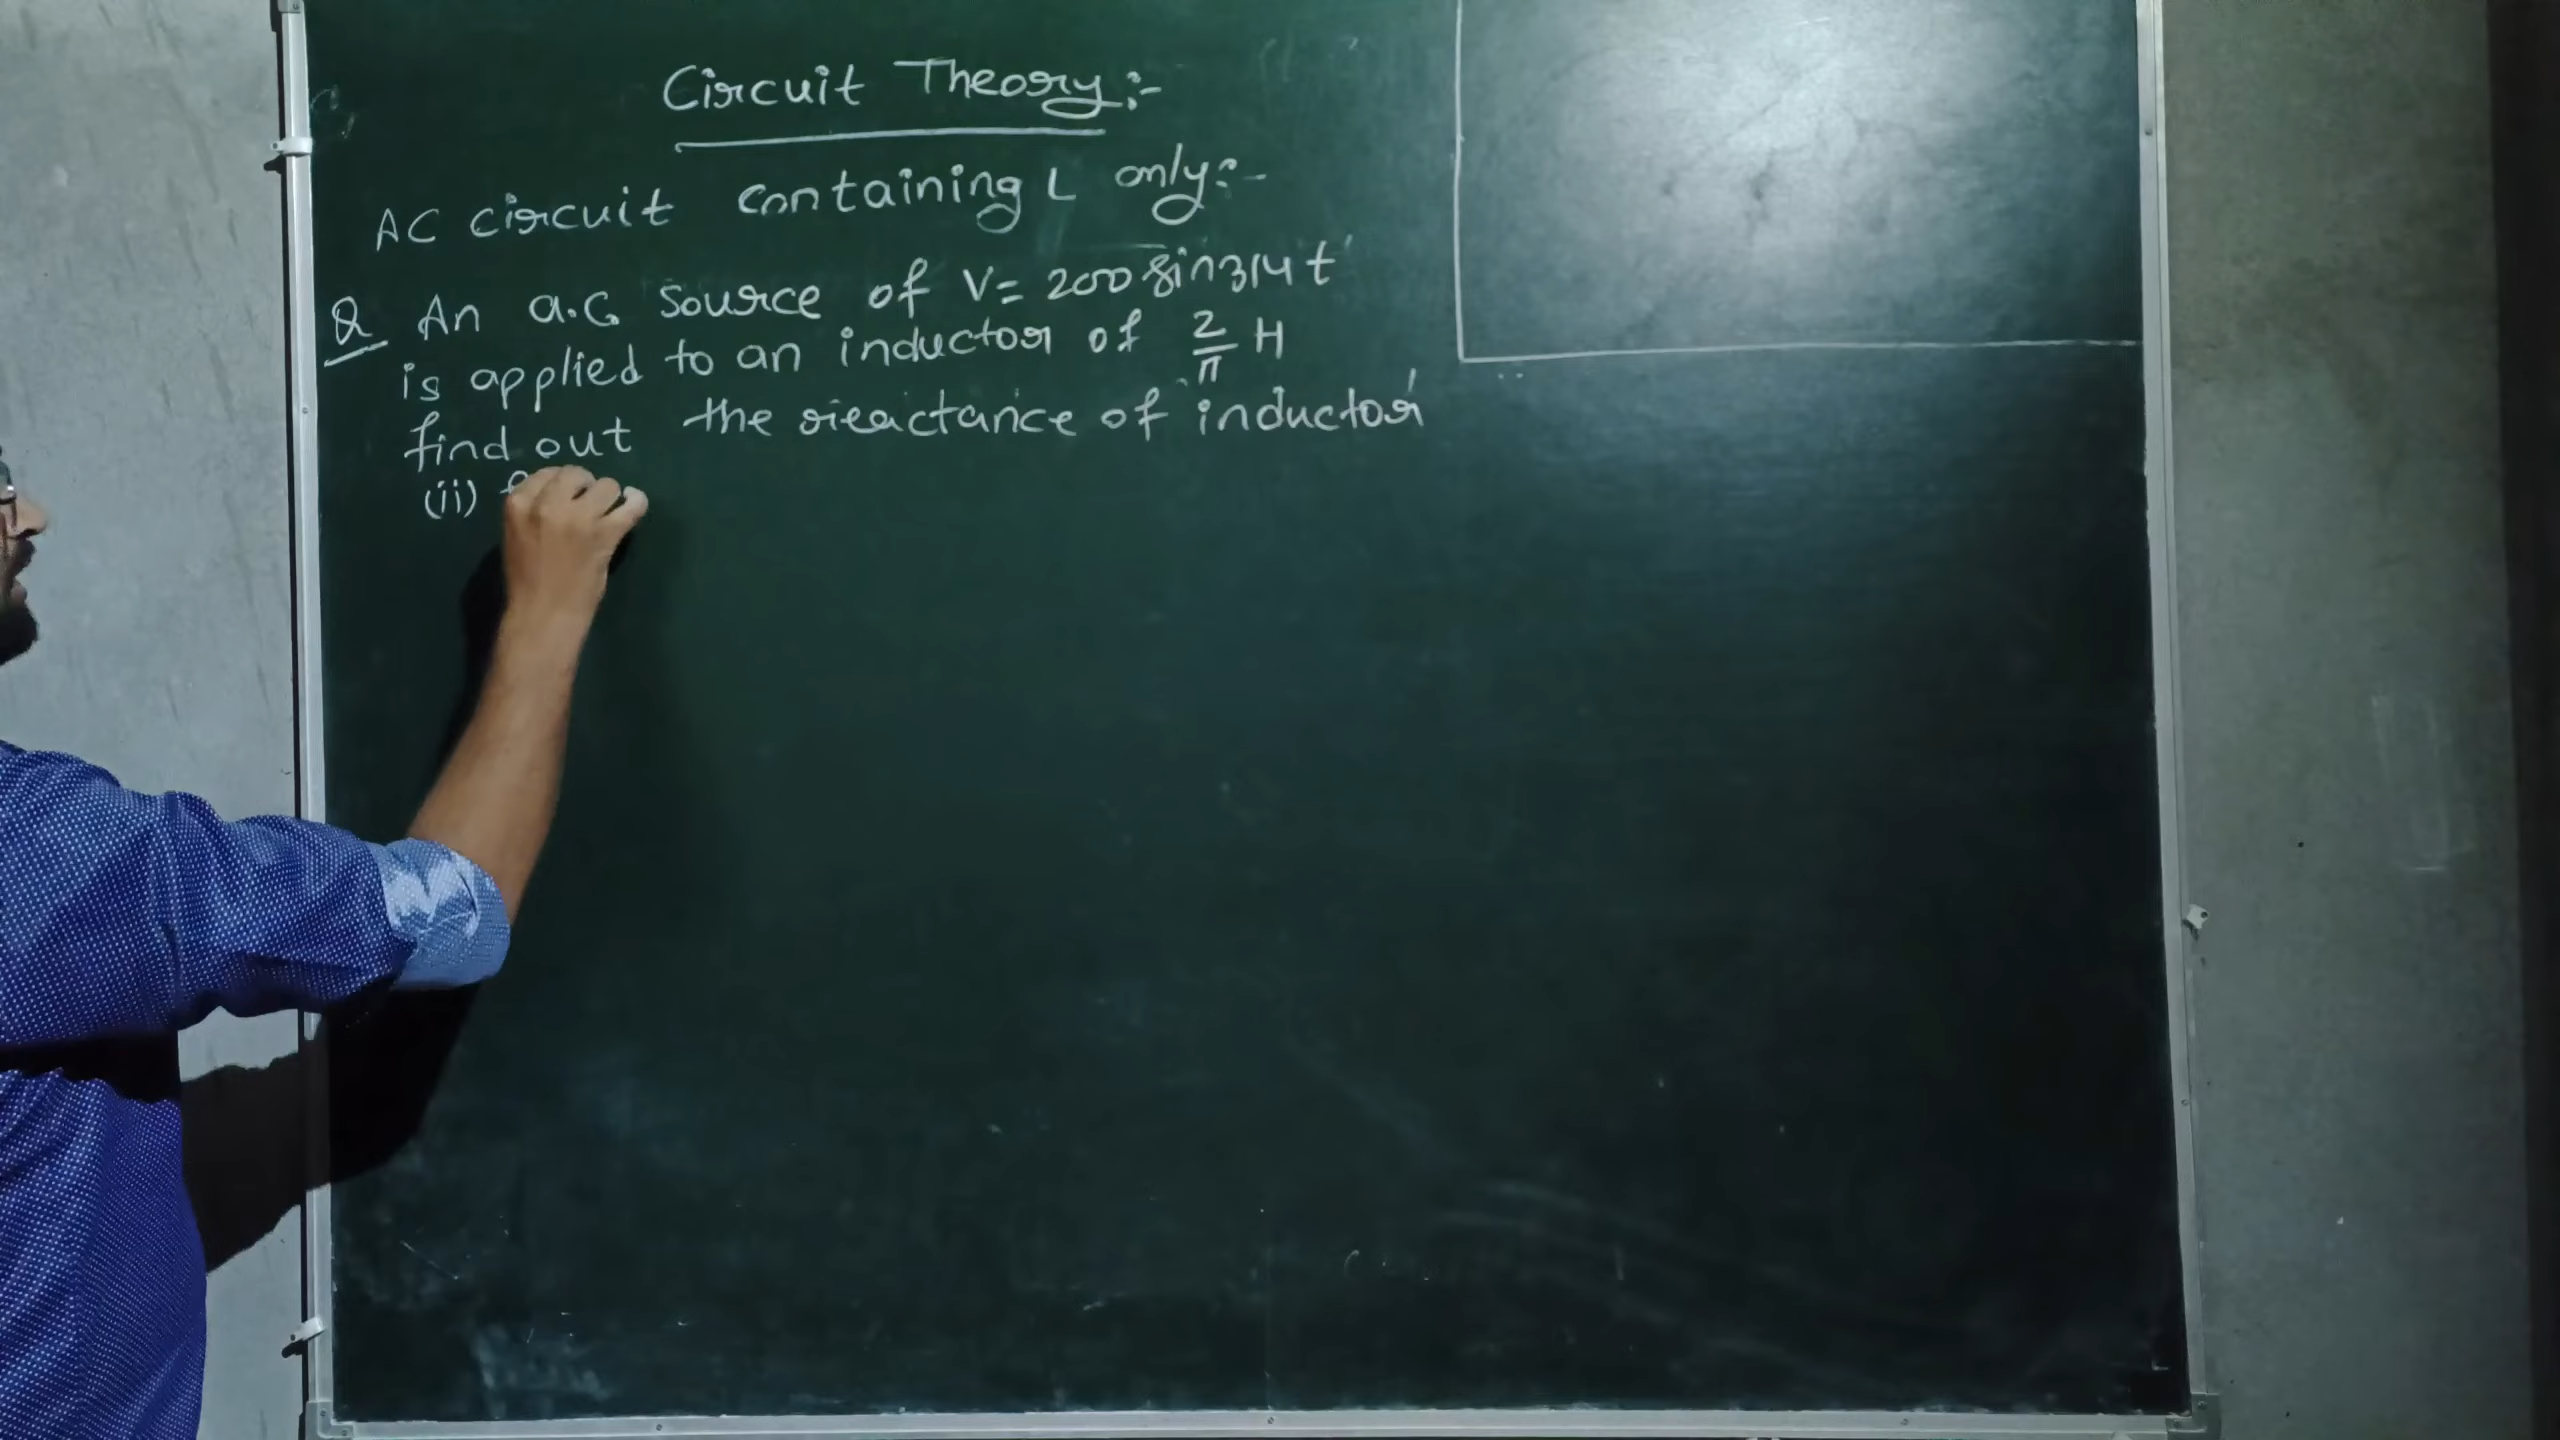 Circuit Theory:-
AC circuit containing L only:-
Q An a.c source of V= 200 sin314t
is applied to an inductor of 2/π H
find out the reactance of inductor
(ii)